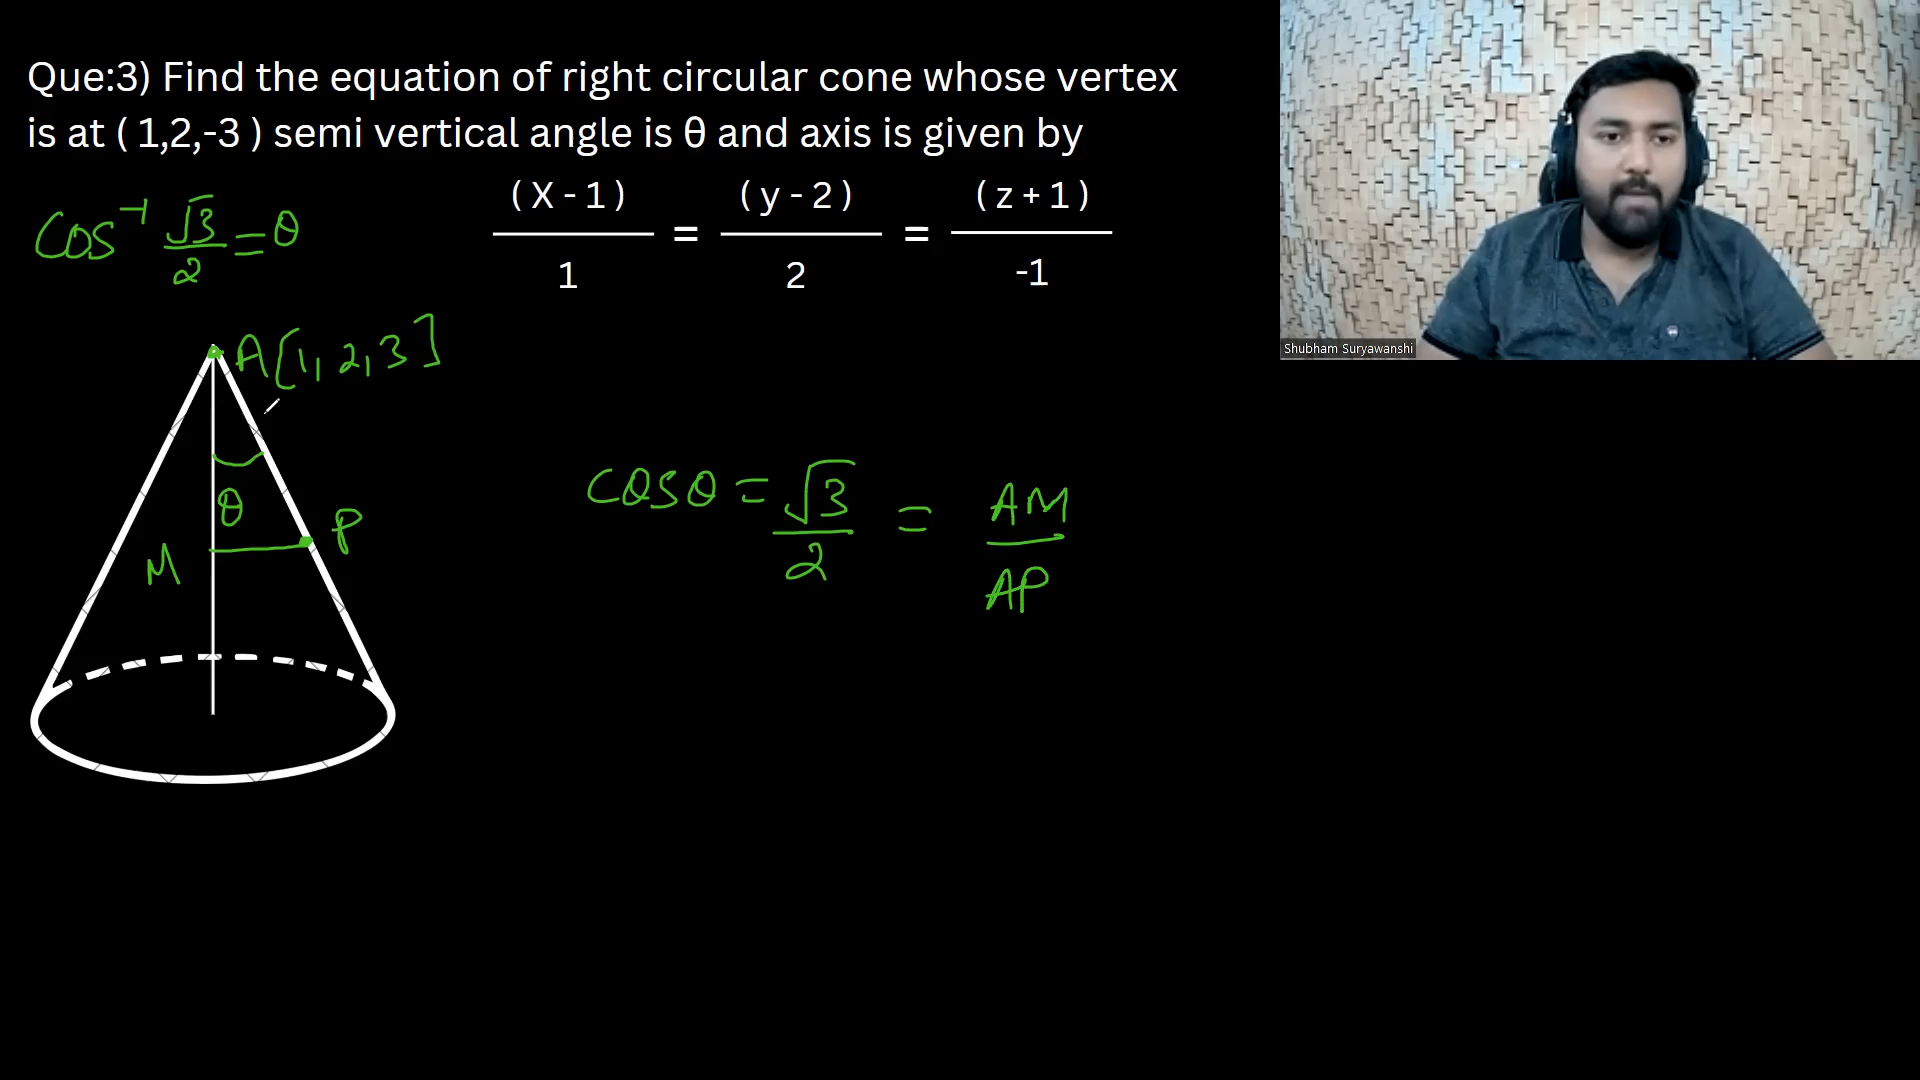 Que:3) Find the equation of right circular cone whose vertex
is at ( 1,2,-3 ) semi vertical angle is θ and axis is given by
( X - 1 ) / 1 = ( y - 2 ) / 2 = ( z + 1 ) / -1
Cos⁻¹ √3/2 = θ
A[1,2,3]
θ
M
P
cosθ = √3/2 = AM/AP
Shubham Suryawanshi